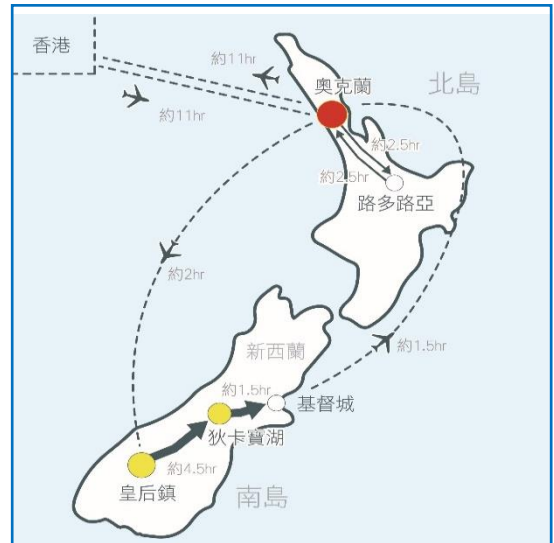 香港
約11hr
約11hr
奧克蘭
北島
約2.5hr
約2.5hr
路多路亞
約2hr
新西蘭
約1.5hr
約1.5hr
基督城
狄卡寶湖
約4.5hr
皇后鎮
南島